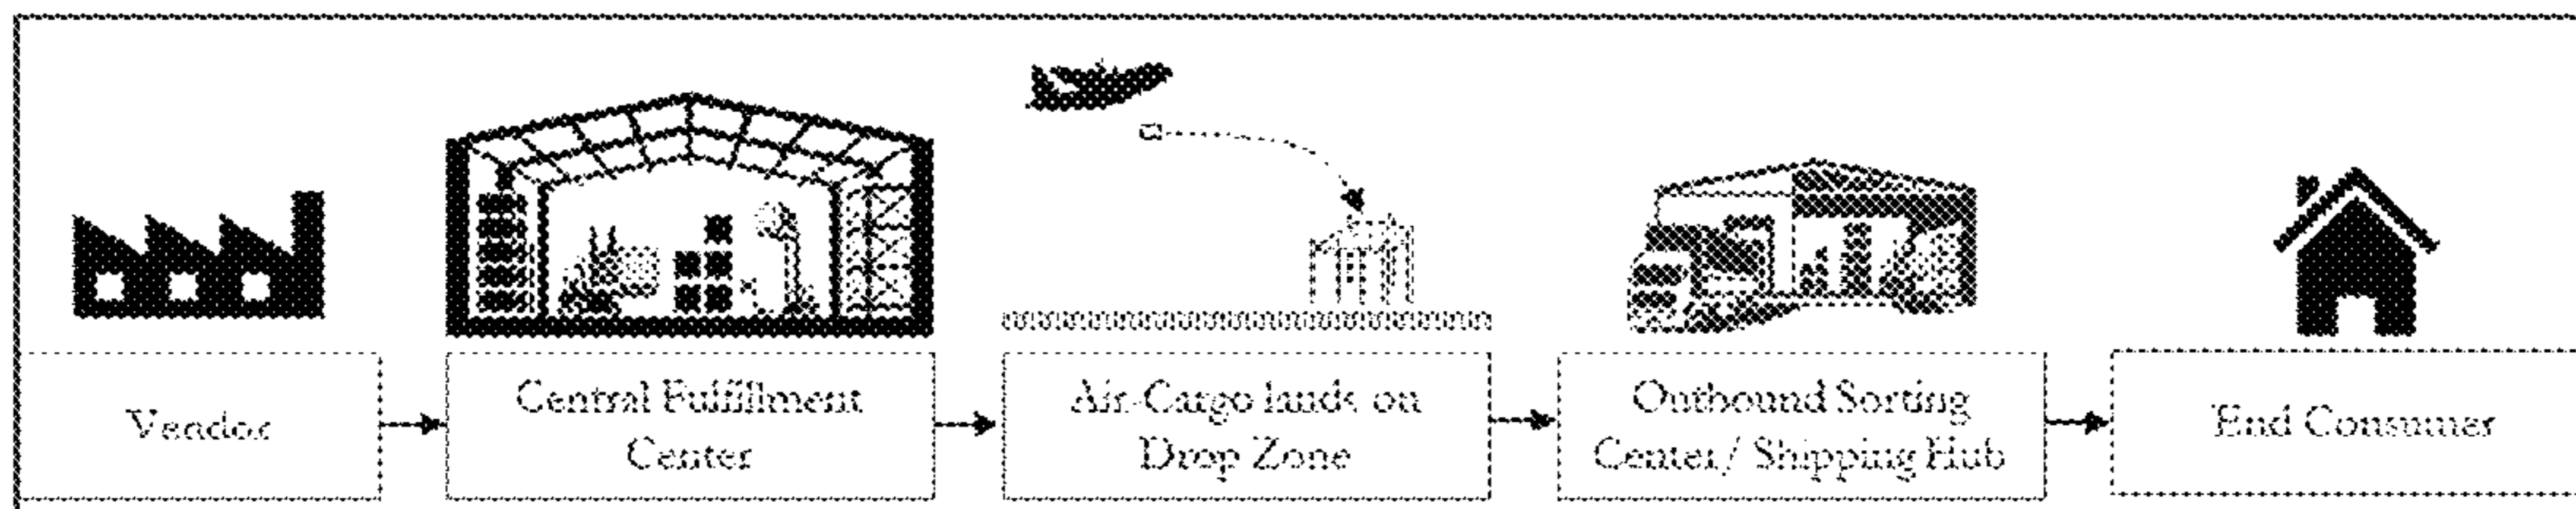 Vendor
Central Fulfillment
Center
Air-Cargo lands on
Drop Zone
Outbound Sorting
Center/ Shipping Hub
End Consumer